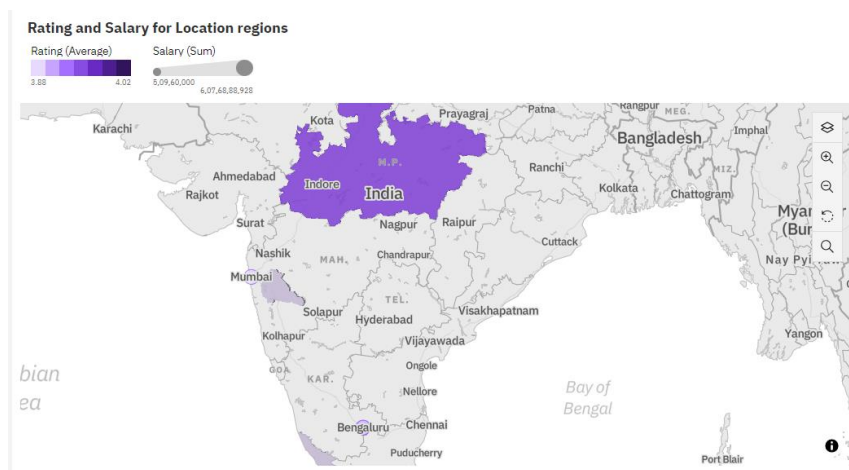 Rating and Salary for Location regions
Rating (Average) Salary (Sum)
3.88 4.02 5,09,60,000
6,07,68,88,928
Karachi
Kota
Prayagraj
Patna
Rangpur
MEG.
Imphal
Bangladesh
M.P.
Ahmedabad
Indore
India
Ranchi
MIZ.
Rajkot
Kolkata
Chattogram
Surat
Nagpur
Raipur
Cuttack
Nashik
MAH.
Chandrapur
Mumbai
TEL.
Solapur
Hyderabad
Visakhapatnam
Kolhapur
Vijayawada
Yangon
GOA
KAR.
Ongole
bian
ea
Nellore
Bay of
Bengal
Bengaluru
Chennai
Puducherry
Port Blair